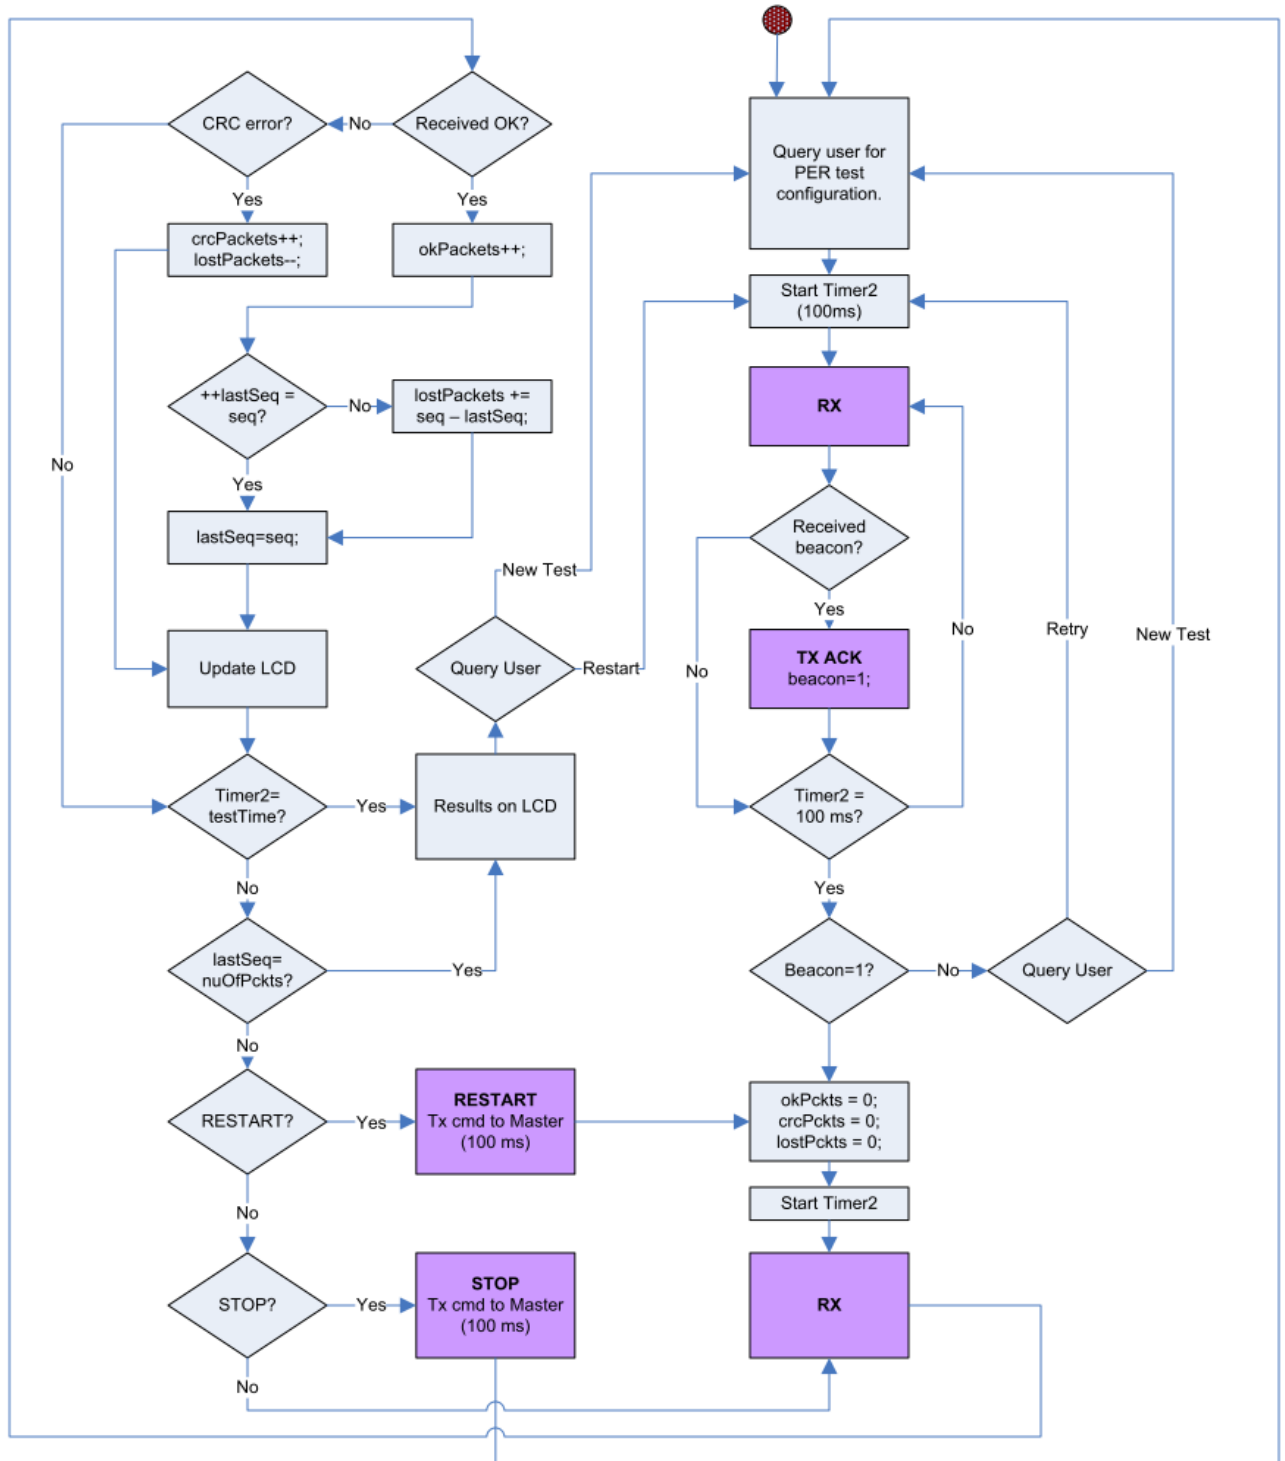 CRC error?
No
Received OK?
Yes
Yes
crcPackets++;
lostPackets--;
okPackets++;
++lastSeq =
seq?
No
lostPackets +=
seq – lastSeq;
No
Yes
lastSeq=seq;
Update LCD
Timer2=
testTime?
Yes
Results on LCD
Query User
New Test
Restart
No
lastSeq=
nuOfPckts?
Yes
No
RESTART?
Yes
RESTART
Tx cmd to Master
(100 ms)
No
STOP?
Yes
STOP
Tx cmd to Master
(100 ms)
No
Query user for
PER test
configuration.
Start Timer2
(100ms)
RX
Received
beacon?
Yes
No
TX ACK
beacon=1;
No
Retry
New Test
Timer2 =
100 ms?
Yes
Beacon=1?
No
Query User
okPckts = 0;
crcPckts = 0;
lostPckts = 0;
Start Timer2
RX